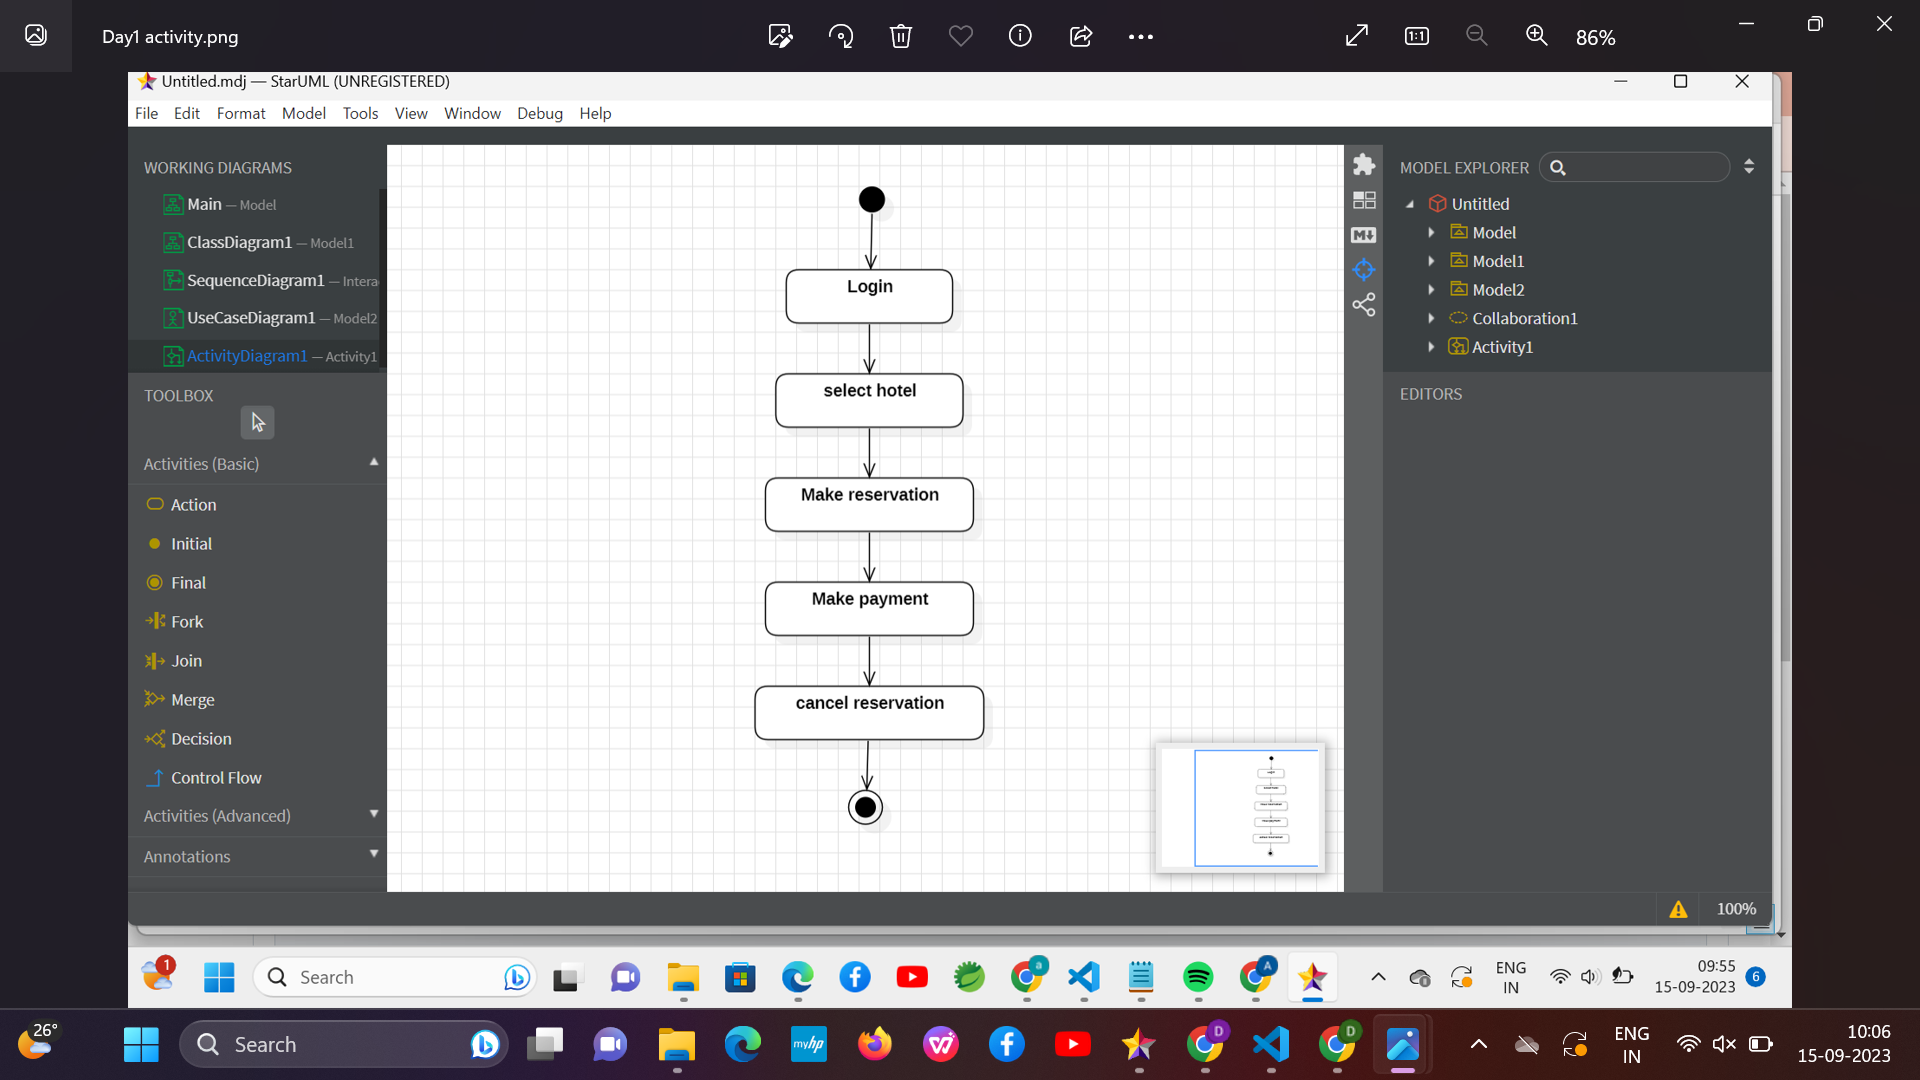 Day1 activity.png
86%
Untitled.mdj — StarUML (UNREGISTERED)
File Edit Format Model Tools View Window Debug Help
WORKING DIAGRAMS
Main — Model
ClassDiagram1 — Model1
SequenceDiagram1 — Intera
UseCaseDiagram1 — Model2
ActivityDiagram1 — Activity1
TOOLBOX
Activities (Basic)
Action
Initial
Final
Fork
Join
Merge
Decision
Control Flow
Activities (Advanced)
Annotations
Login
select hotel
Make reservation
Make payment
cancel reservation
MODEL EXPLORER
Untitled
Model
Model1
Model2
Collaboration1
Activity1
EDITORS
100%
1
Search
a
A
ENG
IN
09:55
15-09-2023
6
26°
Search
myhp
D
D
ENG
IN
10:06
15-09-2023